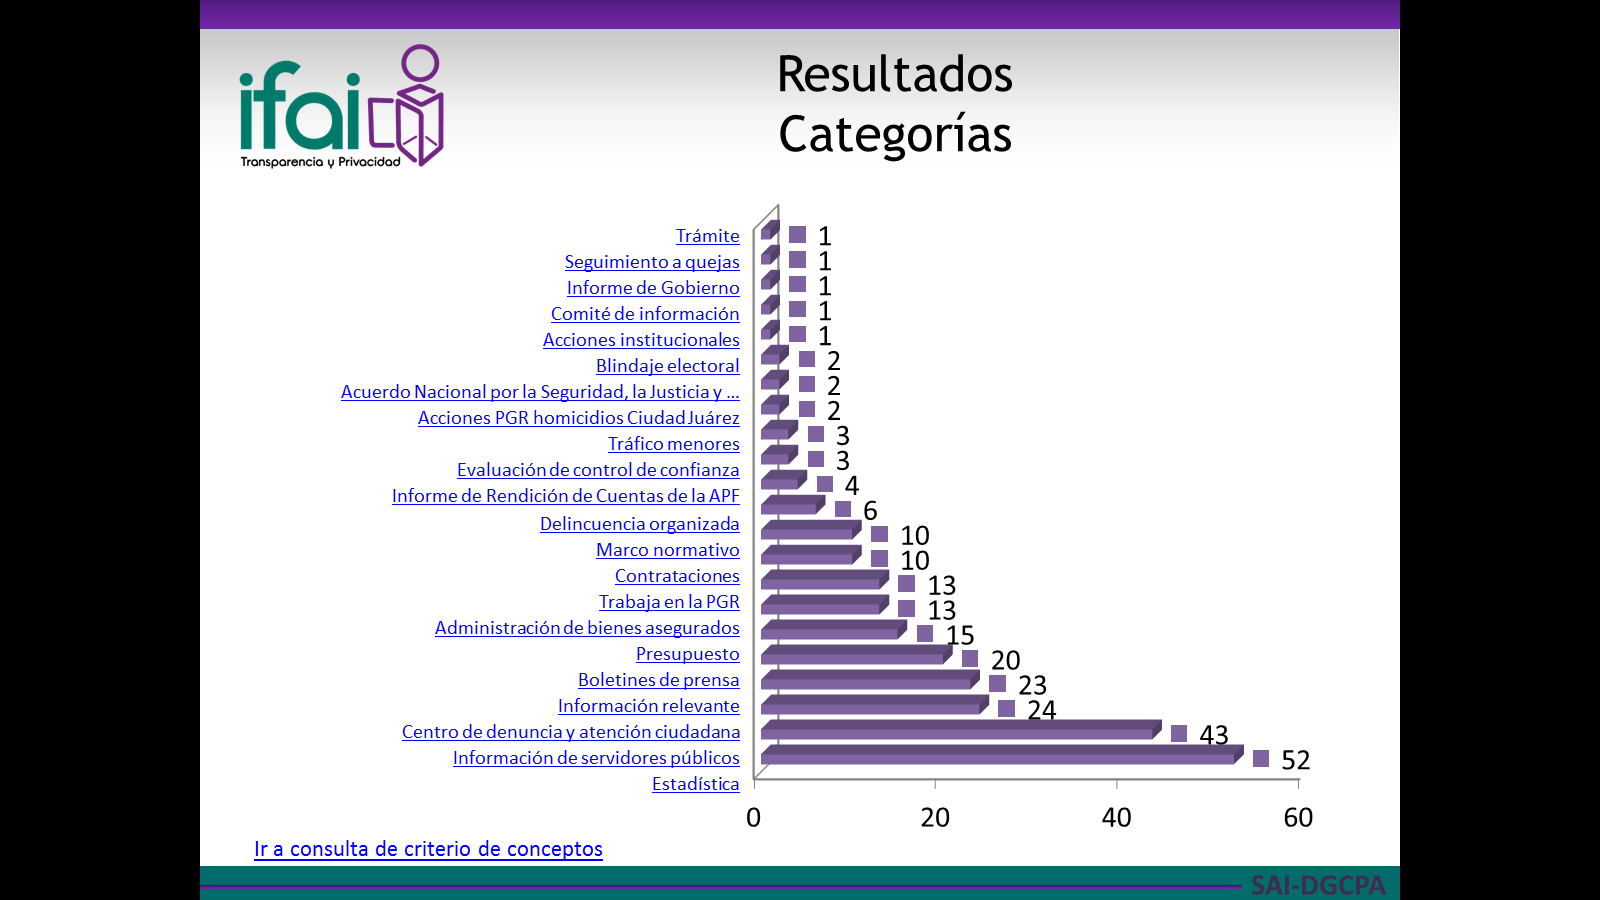 ifai
Transparencia y Privacidad
Resultados
Categorías
Trámite 1
Seguimiento a quejas 1
Informe de Gobierno 1
Comité de información 1
Acciones institucionales 1
Blindaje electoral 2
Acuerdo Nacional por la Seguridad, la Justicia y ... 2
Acciones PGR homicidios Ciudad Juárez 2
Tráfico menores 3
Evaluación de control de confianza 3
Informe de Rendición de Cuentas de la APF 4
Delincuencia organizada 6
Marco normativo 10
Contrataciones 10
Trabaja en la PGR 13
Administración de bienes asegurados 13
Presupuesto 15
Boletines de prensa 20
Información relevante 23
Centro de denuncia y atención ciudadana 24
Información de servidores públicos 43
Estadística 52
0 20 40 60
Ir a consulta de criterio de conceptos
SAI-DGCPA